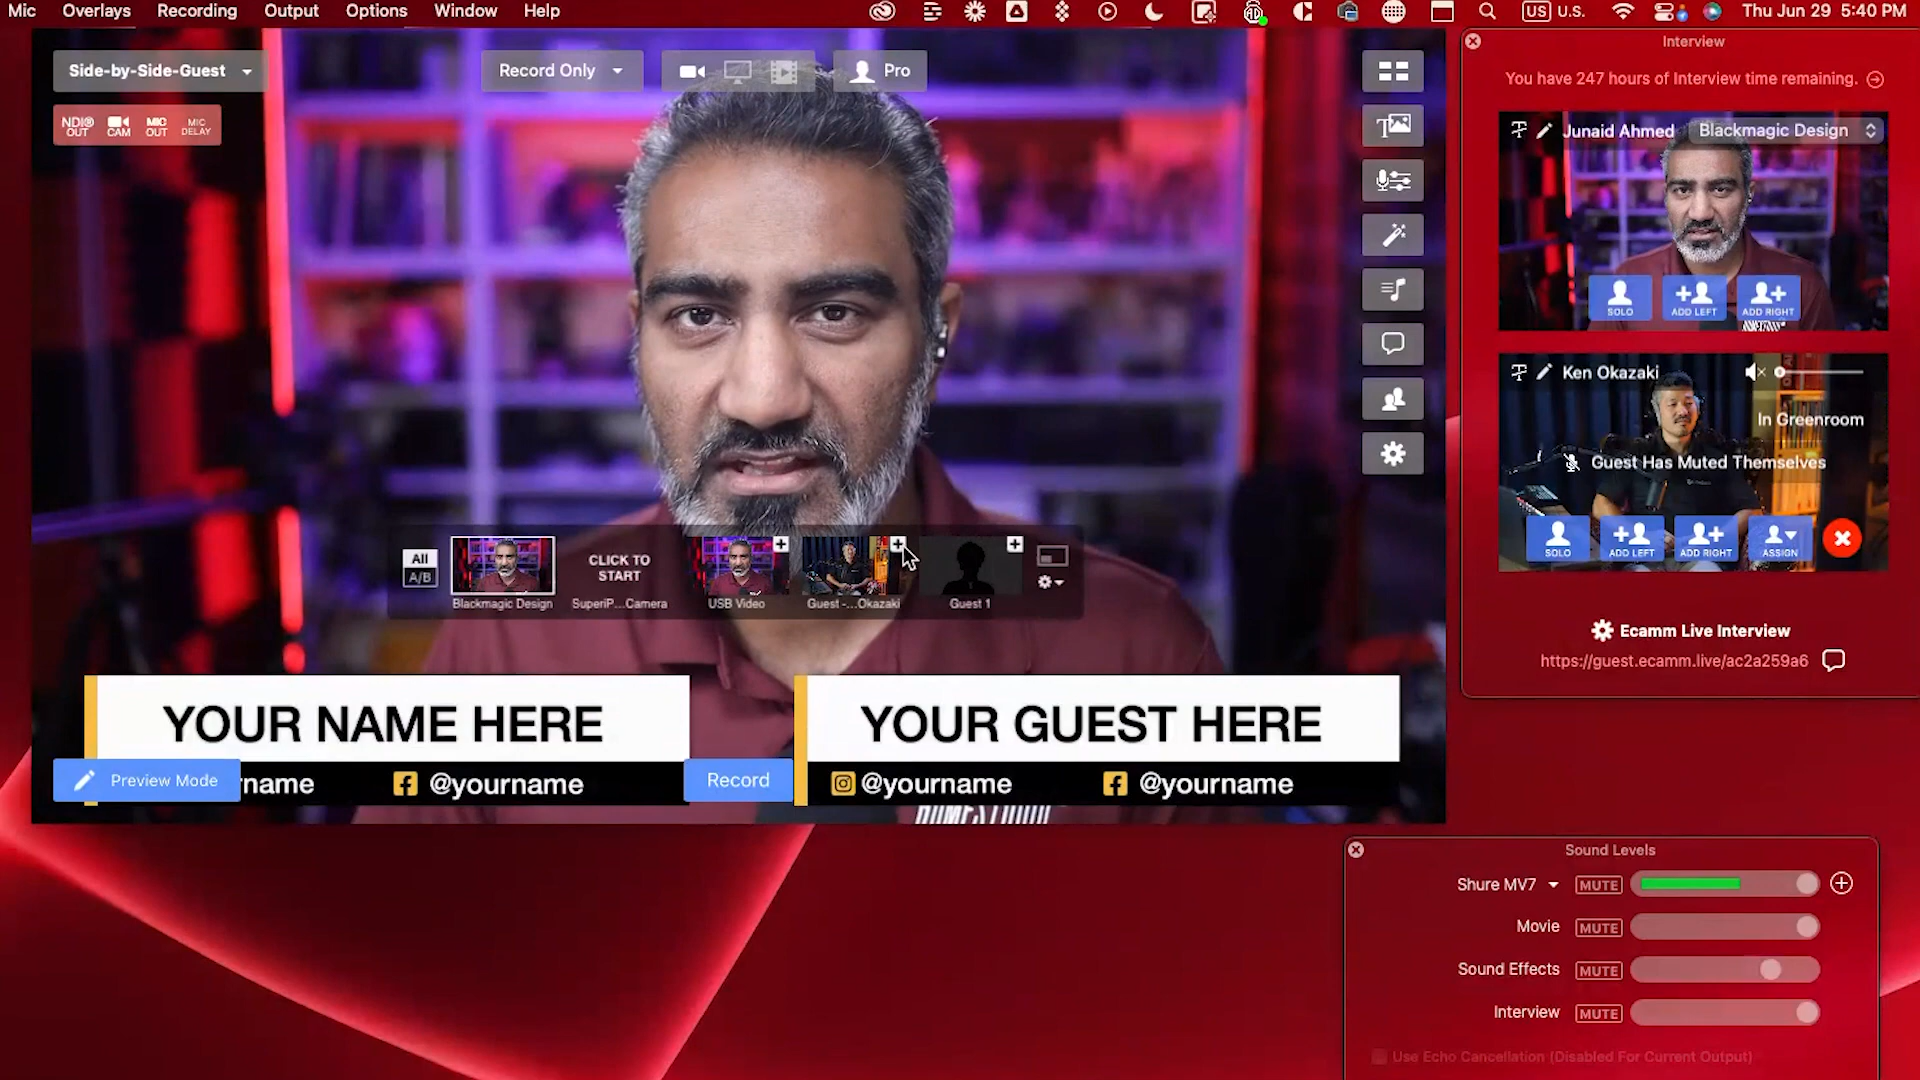 Mic Overlays Recording Output Options Window Help
US U.S. Thu Jun 29 5:40 PM
Side-by-Side-Guest
Record Only
Pro
NDI® OUT CAM MIC OUT MIC DELAY
All
A/B
CLICK TO START
Blackmagic Design
SuperiP...Camera
USB Video
Guest -...Okazaki
Guest 1
YOUR NAME HERE
YOUR GUEST HERE
Preview Mode
rname
@yourname
Record
@yourname
@yourname
Interview
You have 247 hours of Interview time remaining.
Junaid Ahmed
Blackmagic Design
SOLO
ADD LEFT
ADD RIGHT
Ken Okazaki
In Greenroom
Guest Has Muted Themselves
SOLO
ADD LEFT
ADD RIGHT
ASSIGN
Ecamm Live Interview
https://guest.ecamm.live/ac2a259a6
Sound Levels
Shure MV7 MUTE
Movie MUTE
Sound Effects MUTE
Interview MUTE
Use Echo Cancellation (Disabled For Current Output)